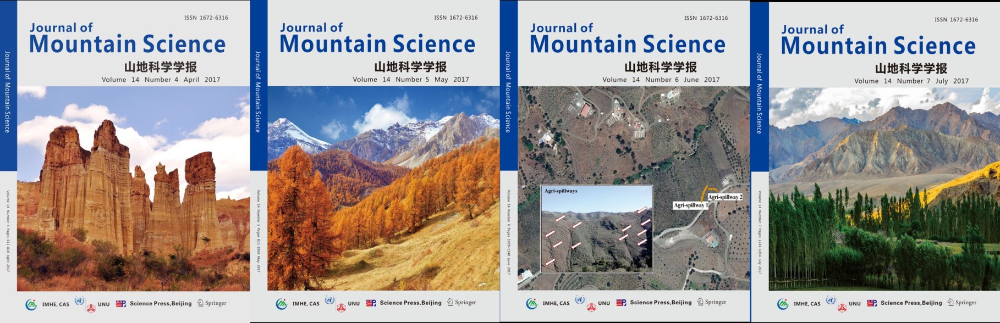 ISSN 1672-6316
Journal of
Mountain Science
山地科学学报
Volume 14 Number 4 April 2017
Journal of Mountain Science
Volume 14 Number 4 Pages 611-810 April 2017
IMHE, CAS
UNU
Science Press,Beijing
Springer
ISSN 1672-6316
Journal of
Mountain Science
山地科学学报
Volume 14 Number 5 May 2017
Journal of Mountain Science
Volume 14 Number 5 Pages 811-1008 May 2017
IMHE, CAS
UNU
Science Press,Beijing
Springer
ISSN 1672-6316
Journal of
Mountain Science
山地科学学报
Volume 14 Number 6 June 2017
Journal of Mountain Science
Volume 14 Number 6 Pages 1009-1240 June 2017
Agri-spillways
Agri-spillway 1
Agri-spillway 2
IMHE, CAS
UNU
Science Press,Beijing
Springer
ISSN 1672-6316
Journal of
Mountain Science
山地科学学报
Volume 14 Number 7 July 2017
Journal of Mountain Science
Volume 14 Number 7 Pages 1241-1454 July 2017
IMHE, CAS
UNU
Science Press,Beijing
Springer